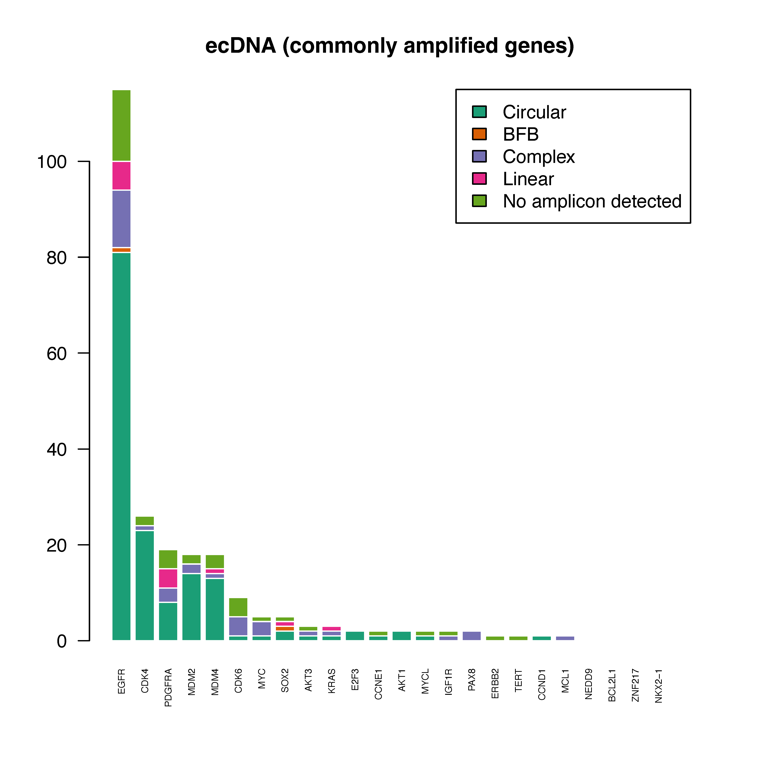 ecDNA (commonly amplified genes)
Circular
BFB
Complex
Linear
No amplicon detected
100
80
60
40
20
0
EGFR
CDK4
PDGFRA
MDM2
MDM4
CDK6
MYC
SOX2
AKT3
KRAS
E2F3
CCNE1
AKT1
MYCL
IGF1R
PAX8
ERBB2
TERT
CCND1
MCL1
NEDD9
BCL2L1
ZNF217
NKX2-1